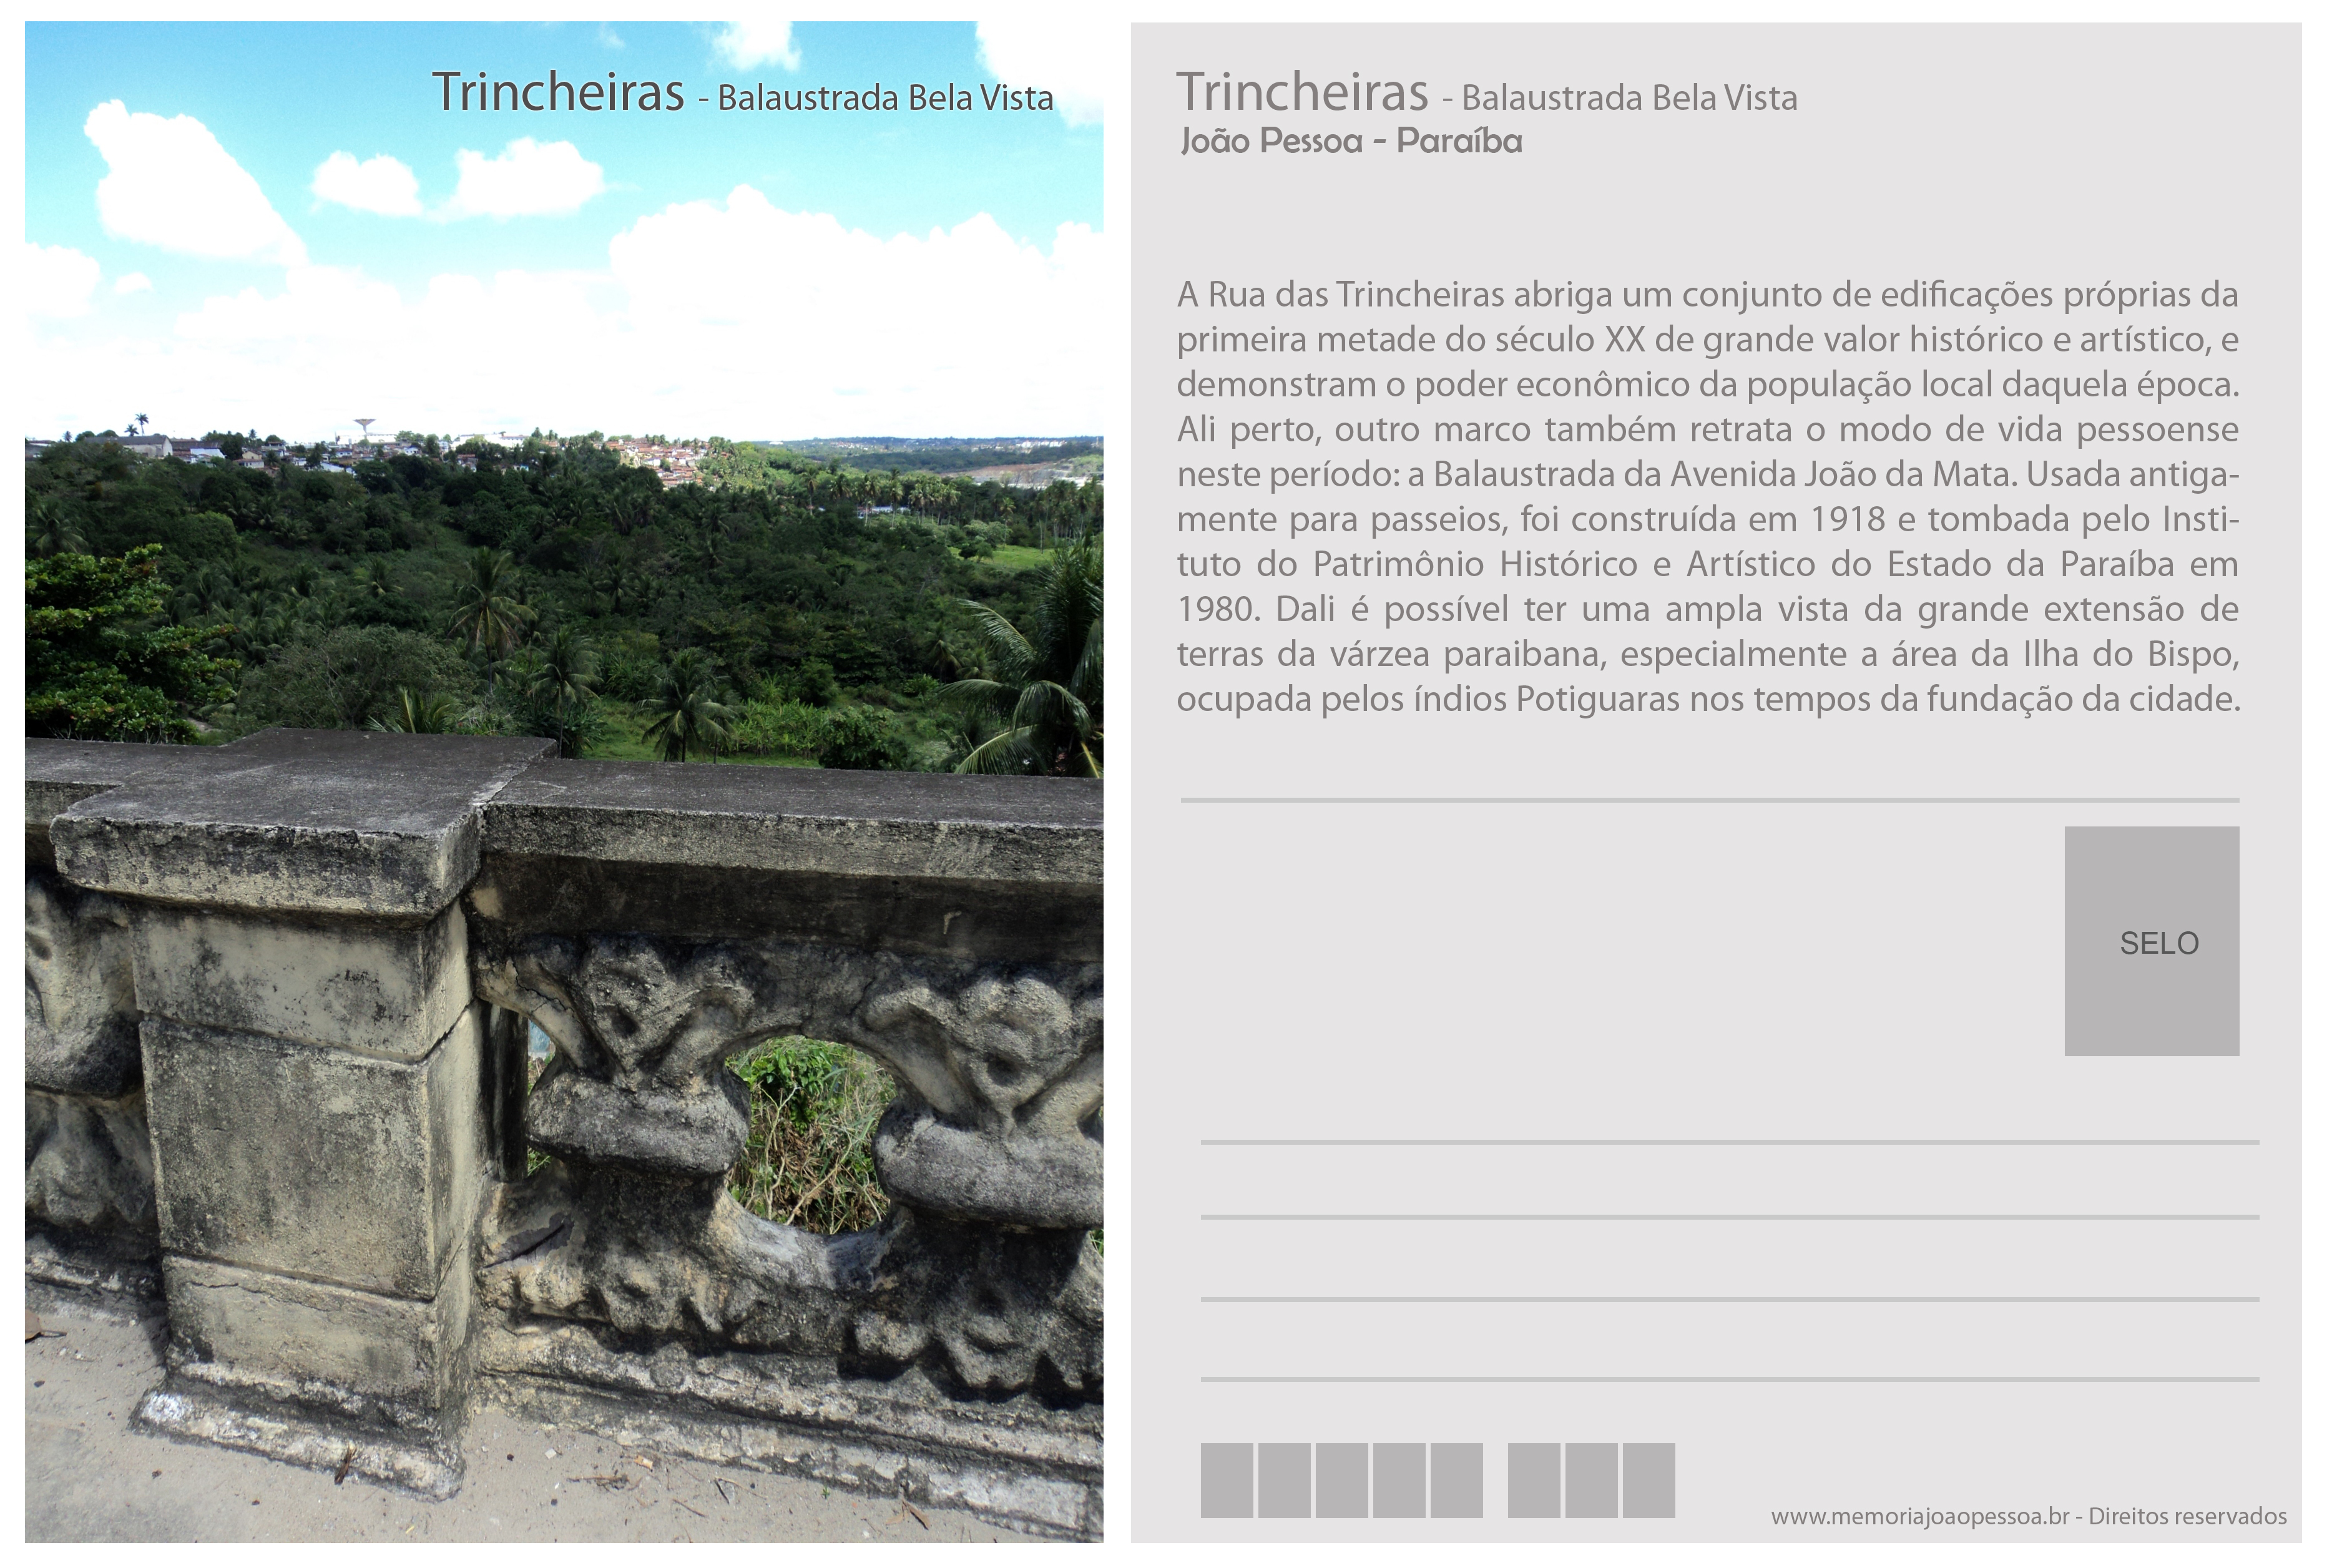 Trincheiras - Balaustrada Bela Vista
Trincheiras - Balaustrada Bela Vista
João Pessoa - Paraíba
A Rua das Trincheiras abriga um conjunto de edificações próprias da
primeira metade do século XX de grande valor histórico e artístico, e
demonstram o poder econômico da população local daquela época.
Ali perto, outro marco também retrata o modo de vida pessoense
neste período: a Balaustrada da Avenida João da Mata. Usada antiga-
mente para passeios, foi construída em 1918 e tombada pelo Insti-
tuto do Patrimônio Histórico e Artístico do Estado da Paraíba em
1980. Dali é possível ter uma ampla vista da grande extensão de
terras da várzea paraibana, especialmente a área da Ilha do Bispo,
ocupada pelos índios Potiguaras nos tempos da fundação da cidade.
SELO
www.memoriajoaopessoa.br - Direitos reservados